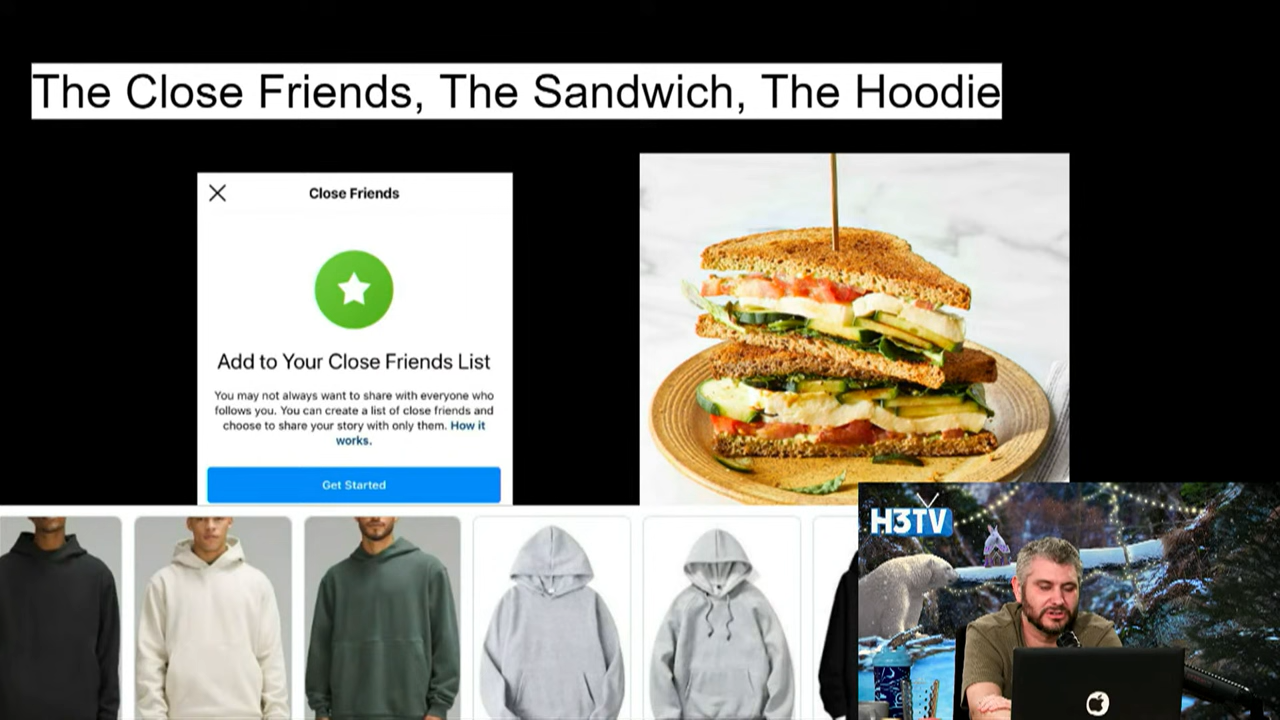 The Close Friends, The Sandwich, The Hoodie
Close Friends
Add to Your Close Friends List
You may not always want to share with everyone who
follows you. You can create a list of close friends and
choose to share your story with only them. How it
works.
Get Started
H3TV